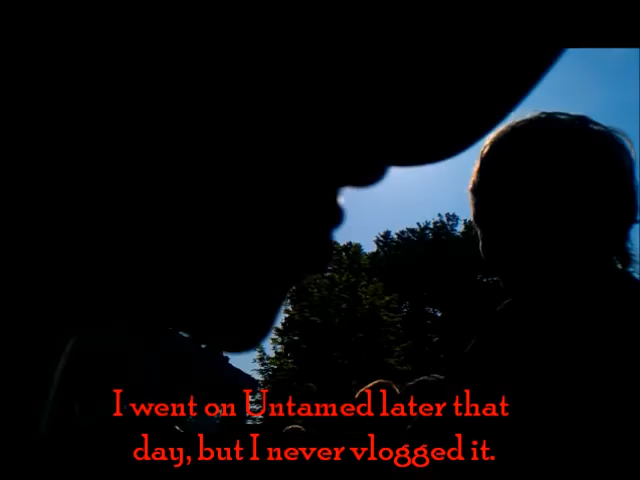 I went on Untamed later that
day, but I never vlogged it.